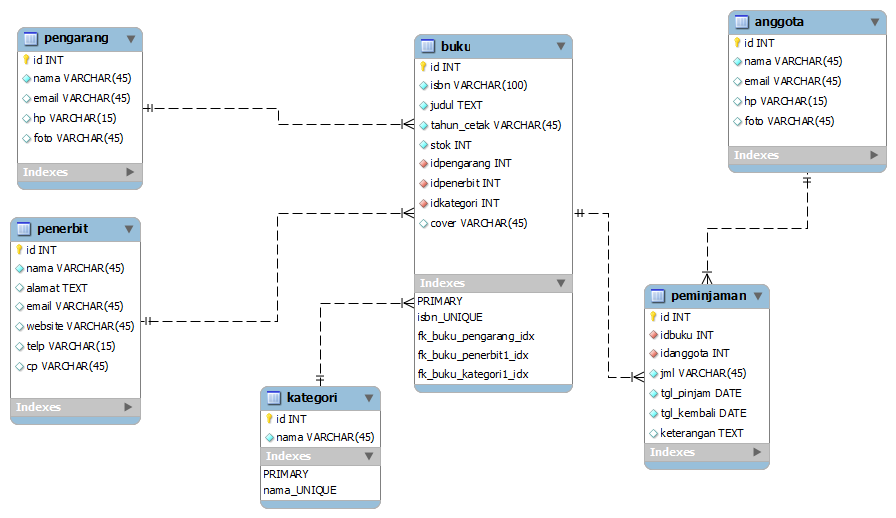 pengarang
id INT
nama VARCHAR(45)
email VARCHAR(45)
hp VARCHAR(15)
foto VARCHAR(45)
Indexes
penerbit
id INT
nama VARCHAR(45)
alamat TEXT
email VARCHAR(45)
website VARCHAR(45)
telp VARCHAR(15)
cp VARCHAR(45)
Indexes
kategori
id INT
nama VARCHAR(45)
Indexes
PRIMARY
nama_UNIQUE
buku
id INT
isbn VARCHAR(100)
judul TEXT
tahun_cetak VARCHAR(45)
stok INT
idpengarang INT
idpenerbit INT
idkategori INT
cover VARCHAR(45)
Indexes
PRIMARY
isbn_UNIQUE
fk_buku_pengarang_idx
fk_buku_penerbit1_idx
fk_buku_kategori1_idx
anggota
id INT
nama VARCHAR(45)
email VARCHAR(45)
hp VARCHAR(15)
foto VARCHAR(45)
Indexes
peminjaman
id INT
idbuku INT
idanggota INT
jml VARCHAR(45)
tgl_pinjam DATE
tgl_kembali DATE
keterangan TEXT
Indexes